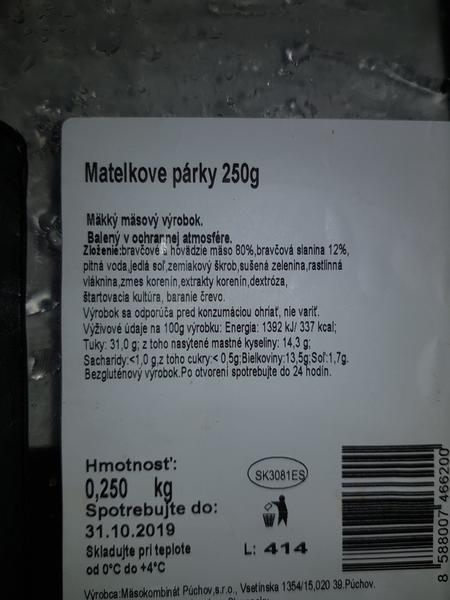 Matelkove párky 250g
Mäkký mäsový výrobok.
Balený v ochrannej atmosfére.
Zloženie:bravčové a hovädzie mäso 80%,bravčová slanina 12%,
pitná voda,jedlá soľ,zemiakový škrob,sušená zelenina,rastlinná
vláknina,zmes korenín,extrakty korenín,dextróza,
štartovacia kultúra, baranie črevo.
Výrobok sa odporúča pred konzumáciou ohriať, nie variť.
Výživové údaje na 100g výrobku: Energia: 1392 kJ/ 337 kcal;
Tuky: 31,0 g; z toho nasýtené mastné kyseliny: 14,3 g;
Sacharidy:<1,0 g,z toho cukry:< 0,5g;Bielkoviny:13,5g;Soľ:1,7g.
Bezgluténový výrobok.Po otvorení spotrebujte do 24 hodín.
Hmotnosť:
0,250 kg
Spotrebujte do:
31.10.2019
Skladujte pri teplote
od 0°C do +4°C
SK3081ES
L: 414
8 588007 466200
Výrobca:Mäsokombinát Púchov,s.r.o., Vsetínska 1354/15,020 39.Púchov.